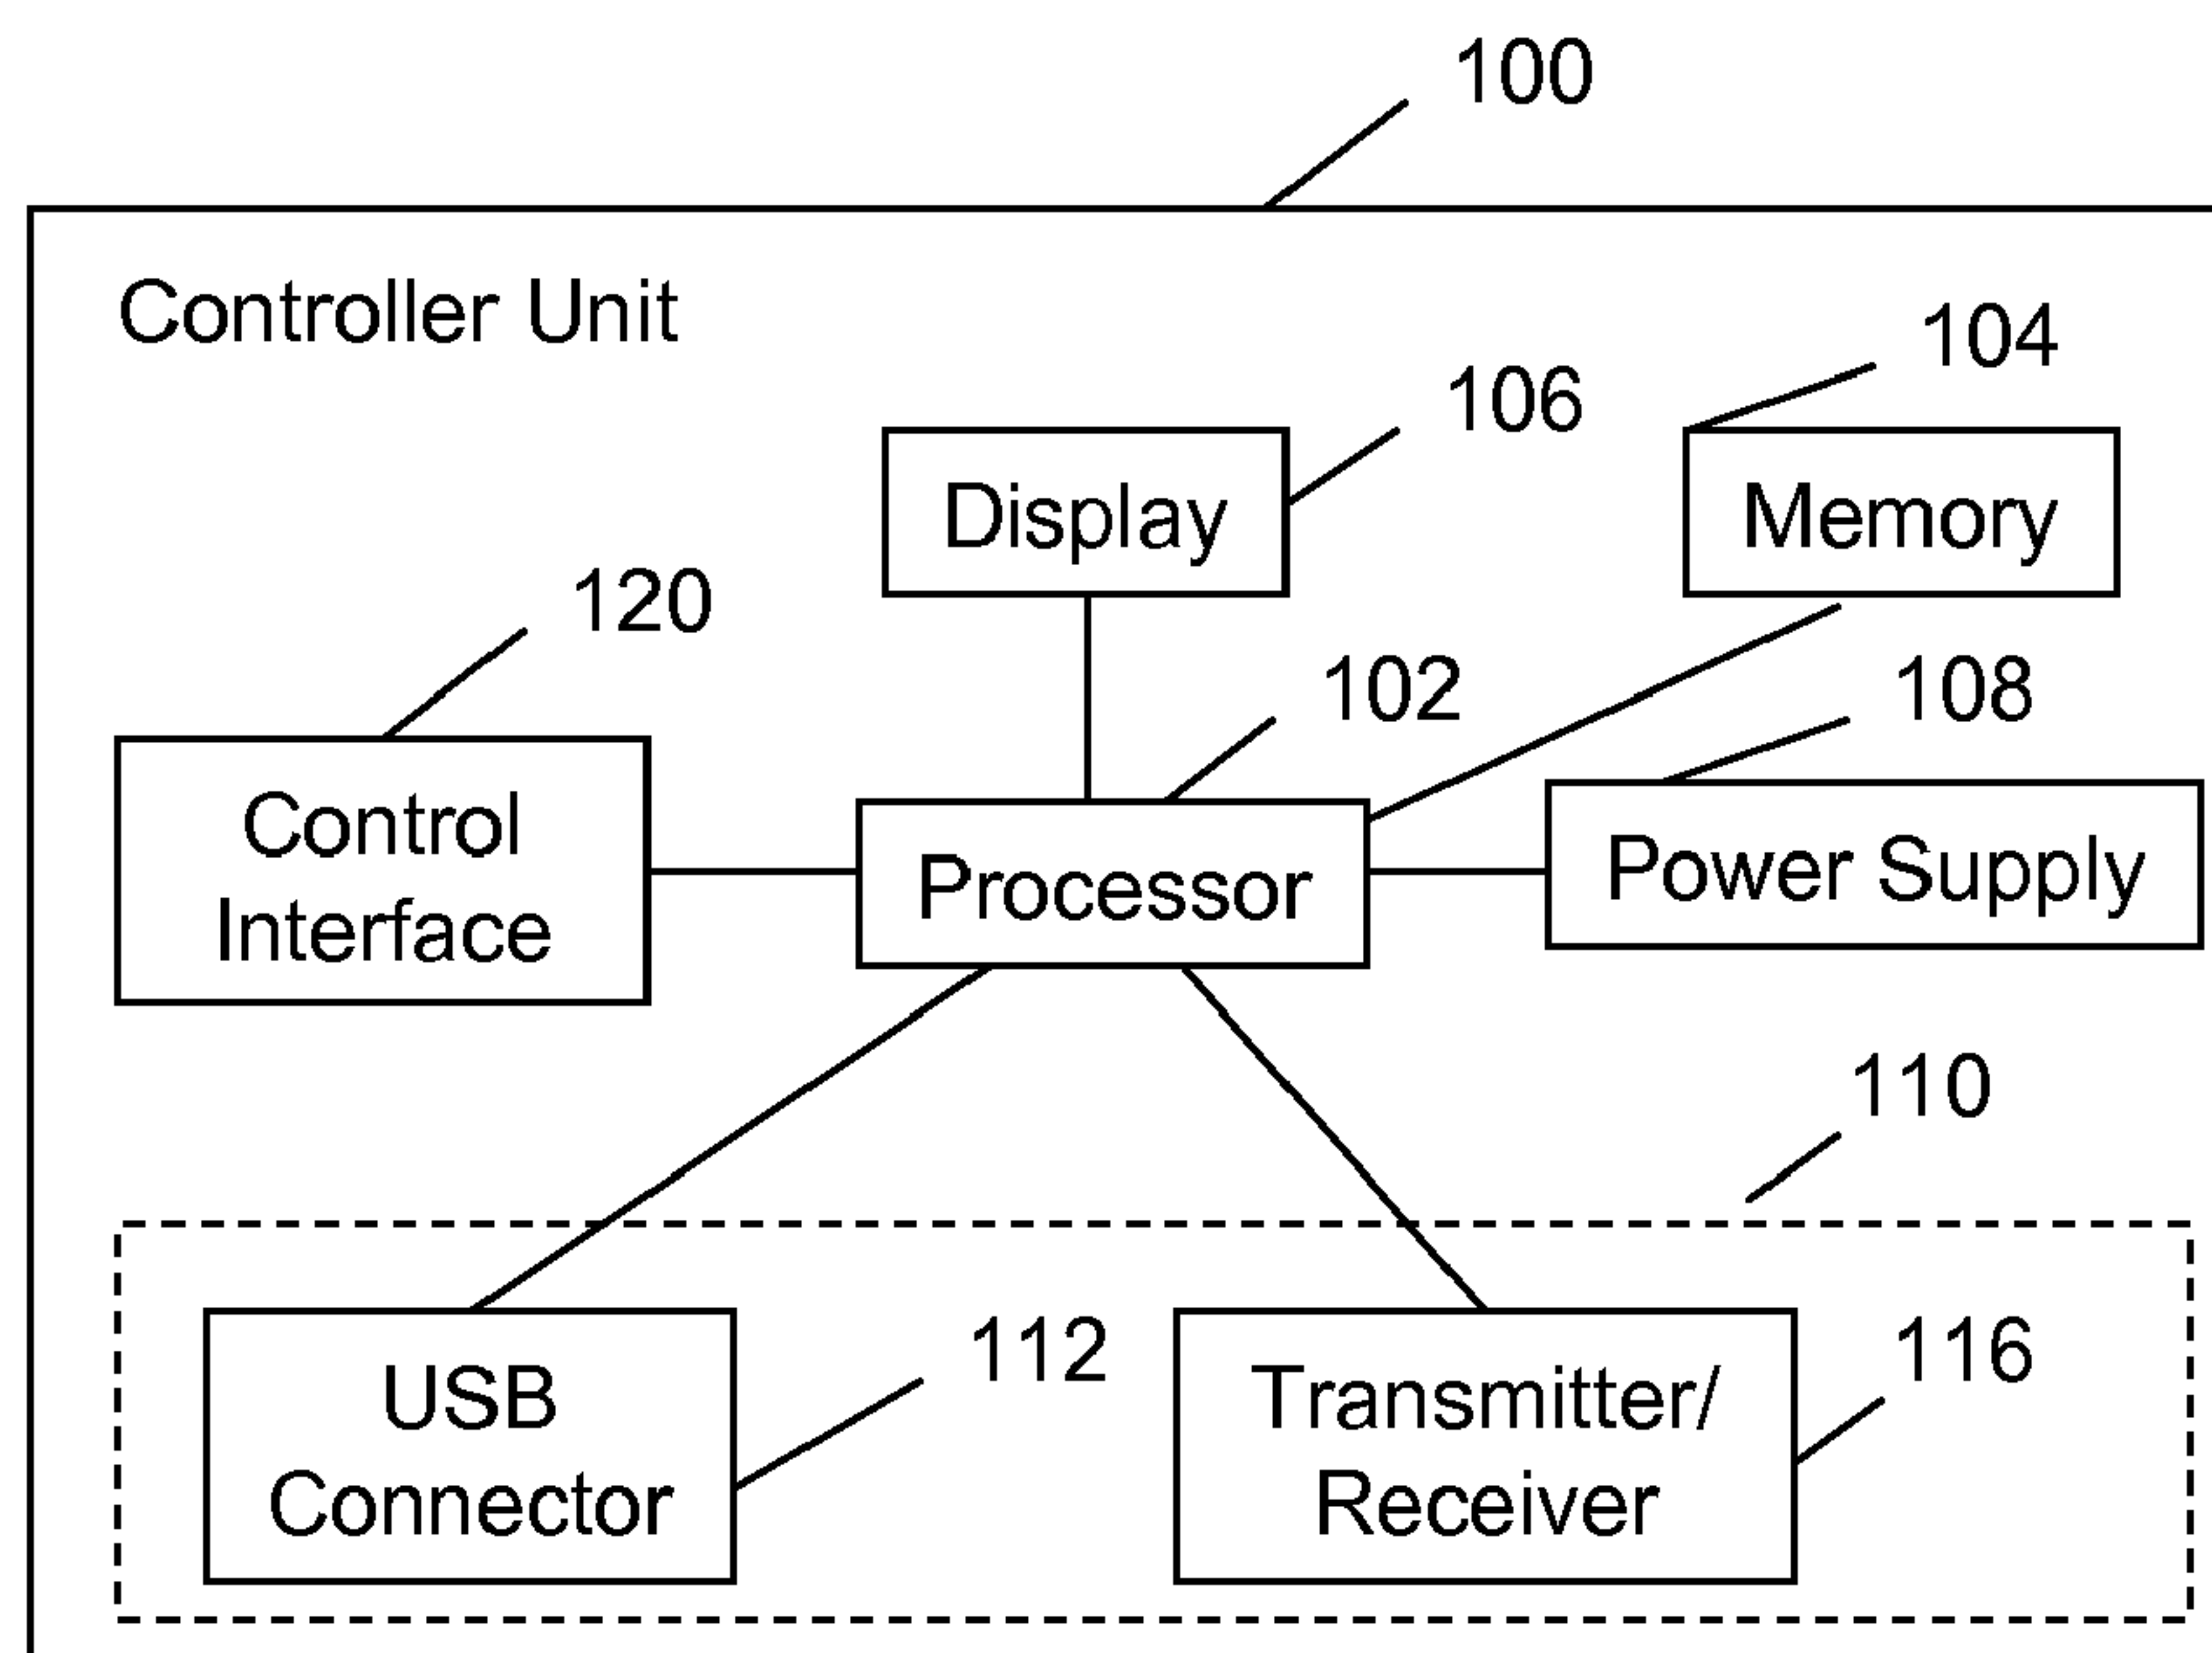 100
Controller Unit
104
106
Display
Memory
120
102
108
Control
Interface
Processor
Power Supply
110
112
116
USB
Connector
Transmitter/
Receiver